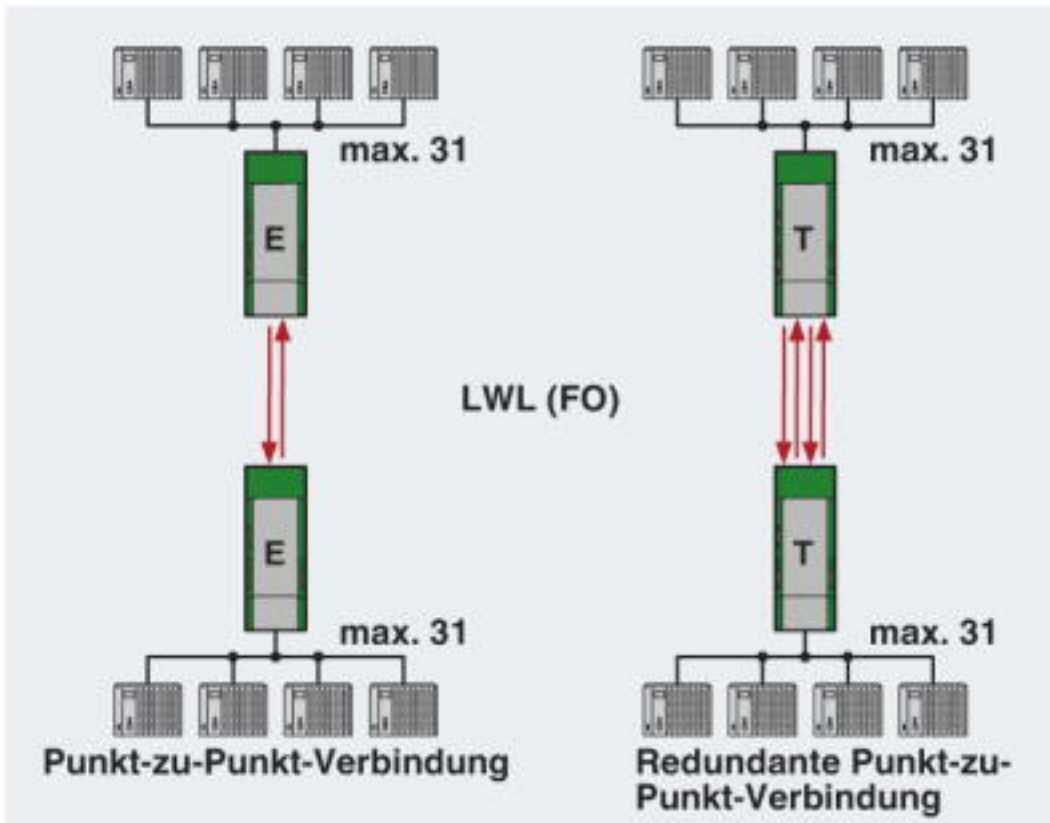 max. 31
max. 31
E
T
LWL (FO)
E
T
max. 31
max. 31
Punkt-zu-Punkt-Verbindung
Redundante Punkt-zu-
Punkt-Verbindung